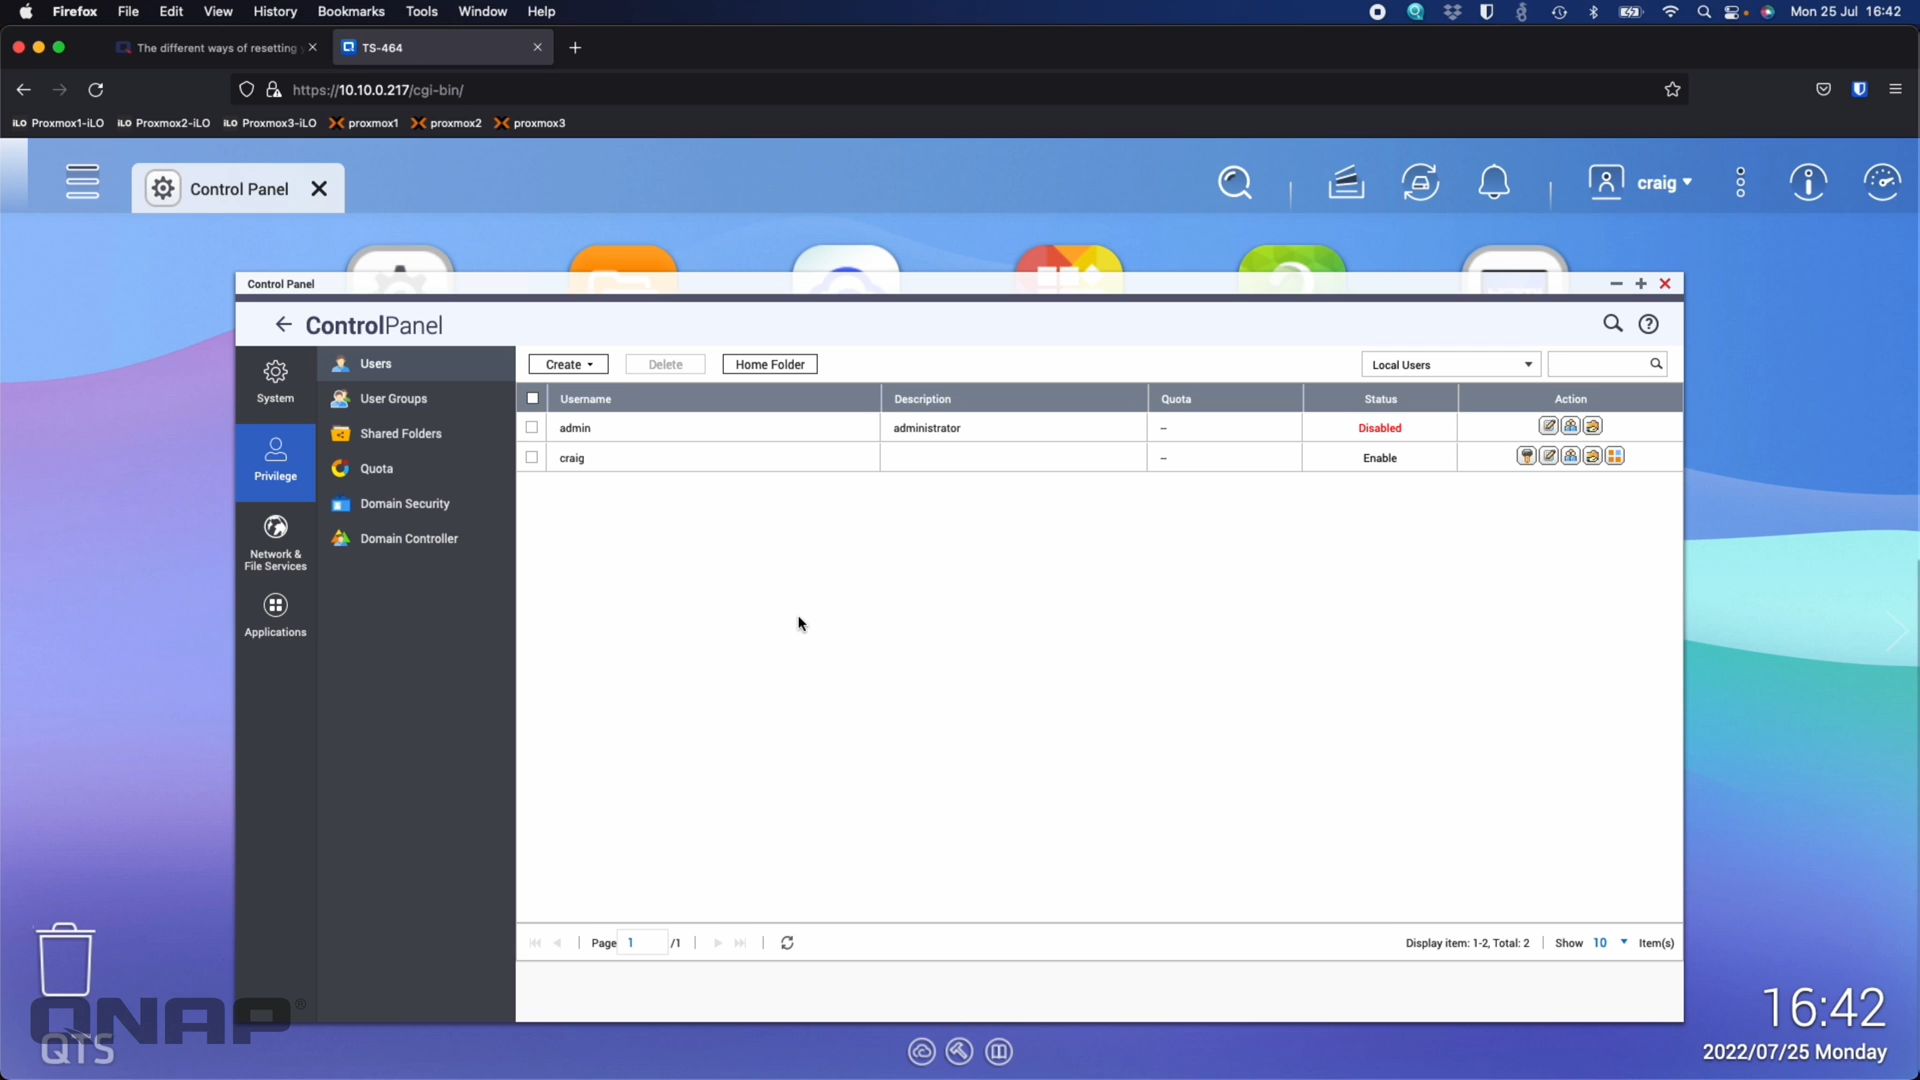 Firefox File Edit View History Bookmarks Tools Window Help Mon 25 Jul 16:42
The different ways of resetting TS-464
https://10.10.0.217/cgi-bin/
iLO Proxmox1-iLO iLO Proxmox2-iLO iLO Proxmox3-iLO proxmox1 proxmox2 proxmox3
Control Panel craig
Control Panel
ControlPanel
System
Privilege
Network &
File Services
Applications
Users
User Groups
Shared Folders
Quota
Domain Security
Domain Controller
Create Delete Home Folder Local Users
Username Description Quota Status Action
admin administrator -- Disabled
craig -- Enable
Page 1 /1 Display item: 1-2, Total: 2 Show 10 Item(s)
QNAP®
QTS
16:42
2022/07/25 Monday